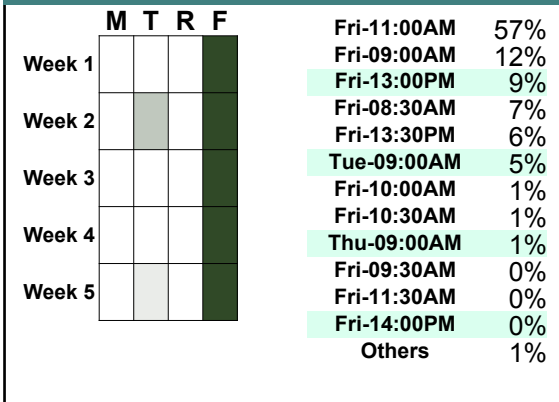 M T R F
Week 1
Week 2
Week 3
Week 4
Week 5
Fri-11:00AM 57%
Fri-09:00AM 12%
Fri-13:00PM 9%
Fri-08:30AM 7%
Fri-13:30PM 6%
Tue-09:00AM 5%
Fri-10:00AM 1%
Fri-10:30AM 1%
Thu-09:00AM 1%
Fri-09:30AM 0%
Fri-11:30AM 0%
Fri-14:00PM 0%
Others 1%